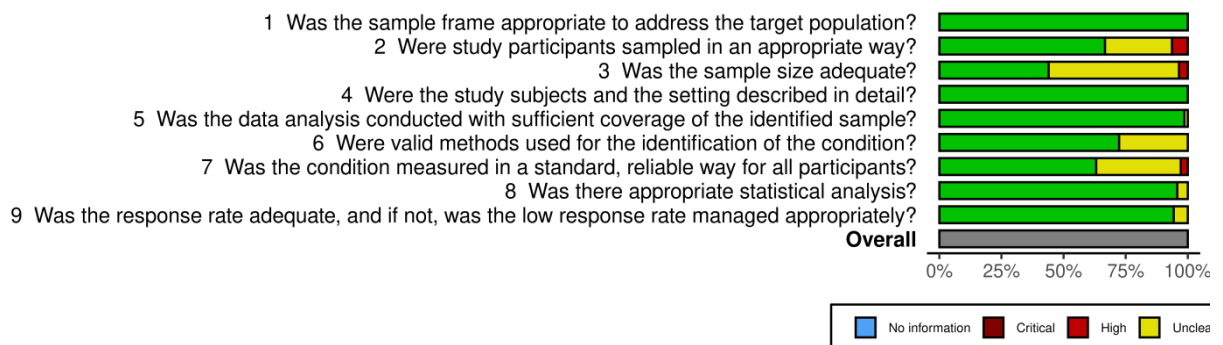 1 Was the sample frame appropriate to address the target population?
2 Were study participants sampled in an appropriate way?
3 Was the sample size adequate?
4 Were the study subjects and the setting described in detail?
5 Was the data analysis conducted with sufficient coverage of the identified sample?
6 Were valid methods used for the identification of the condition?
7 Was the condition measured in a standard, reliable way for all participants?
8 Was there appropriate statistical analysis?
9 Was the response rate adequate, and if not, was the low response rate managed appropriately?
Overall
0% 25% 50% 75% 100%
No information Critical High Unclea